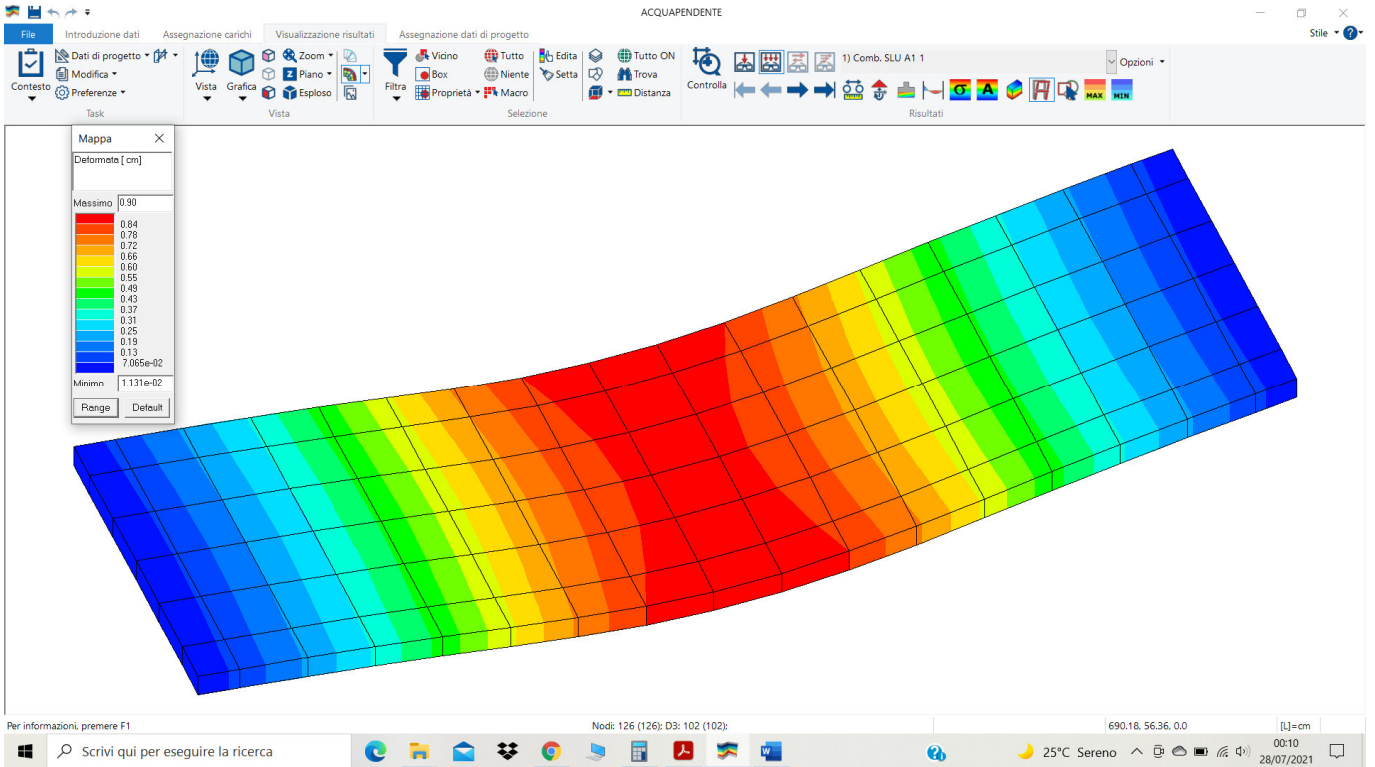 ACQUAPENDENTE
File Introduzione dati Assegnazione carichi Visualizzazione risultati Assegnazione dati di progetto Stile
Dati di progetto Zoom Vicino Tutto Edita Tutto ON 1) Comb. SLU A1 1 Opzioni
Modifica Piano Box Niente Setta Trova
Preferenze Esploso Proprietà Macro Distanza
Contesto Vista Grafica Filtra Controlla
σ A MAX MIN
Task Vista Selezione Risultati
Mappa
Deformata [ cm]
Massimo 0.90
0.84
0.78
0.72
0.66
0.60
0.55
0.49
0.43
0.37
0.31
0.25
0.19
0.13
7.065e-02
Minimo 1.131e-02
Range Default
Per informazioni, premere F1 Nodi: 126 (126); D3: 102 (102); 690.18, 56.36, 0.0 [L]=cm
Scrivi qui per eseguire la ricerca 25°C Sereno 00:10
28/07/2021